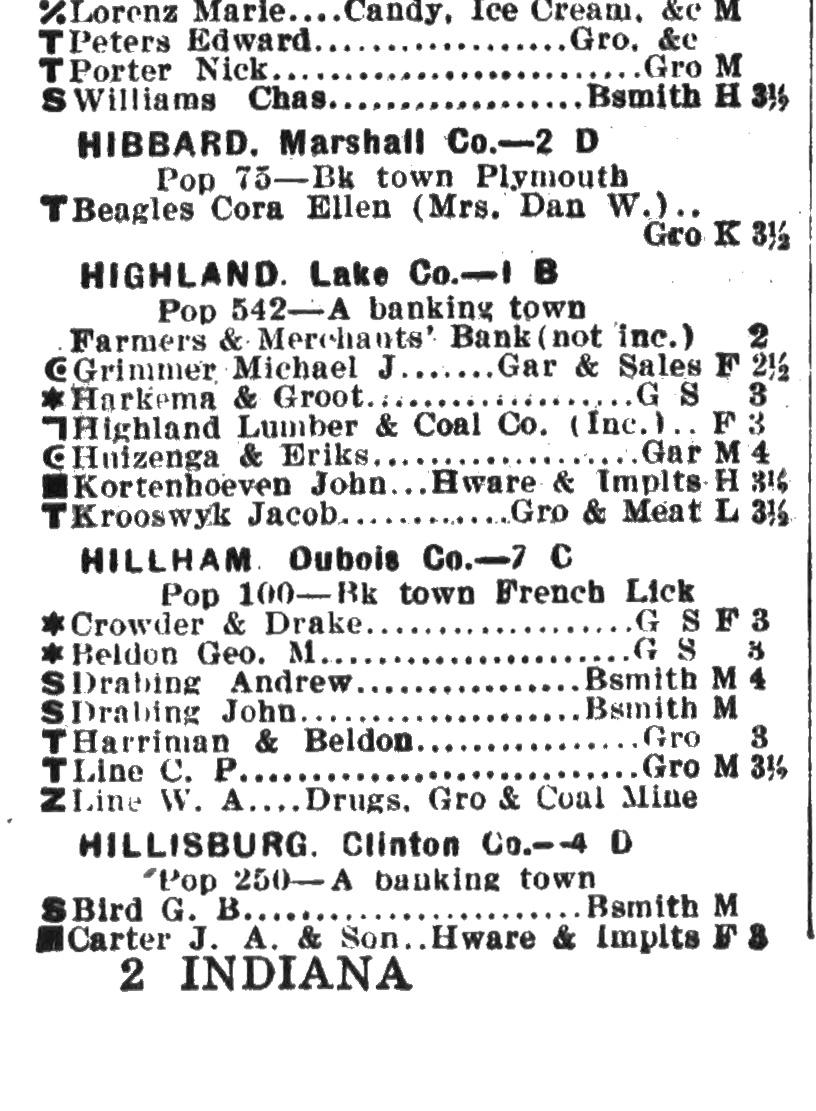 Lorenz Marie....Candy, Ice Cream, &c M
T Peters Edward..................Gro, &c
T Porter Nick..........................Gro M
S Williams Chas..................Bsmith H 3½
HIBBARD. Marshall Co.—2 D
Pop 75—Bk town Plymouth
T Beagles Cora Ellen (Mrs. Dan W.)..
Gro K 3½
HIGHLAND. Lake Co.—1 B
Pop 542—A banking town
Farmers & Merchants' Bank(not inc.) 2
Grimmer Michael J.......Gar & Sales F 2½
* Harkema & Groot...................G S 3
Highland Lumber & Coal Co. (Inc.).. F 3
Huizenga & Eriks...................Gar M 4
■ Kortenhoeven John...Hware & Implts H 3½
T Krooswyk Jacob............Gro & Meat L 3½
HILLHAM. Dubois Co.—7 C
Pop 100—Bk town French Lick
* Crowder & Drake...................G S F 3
* Beldon Geo. M......................G S 3
S Drabing Andrew................Bsmith M 4
S Drabing John....................Bsmith M
T Harriman & Beldon................Gro 3
T Line C. P............................Gro M 3½
Z Line W. A....Drugs, Gro & Coal Mine
HILLISBURG. Clinton Co.—4 D
Pop 250—A banking town
S Bird G. B........................Bsmith M
Carter J. A. & Son..Hware & Implts F 3
2 INDIANA